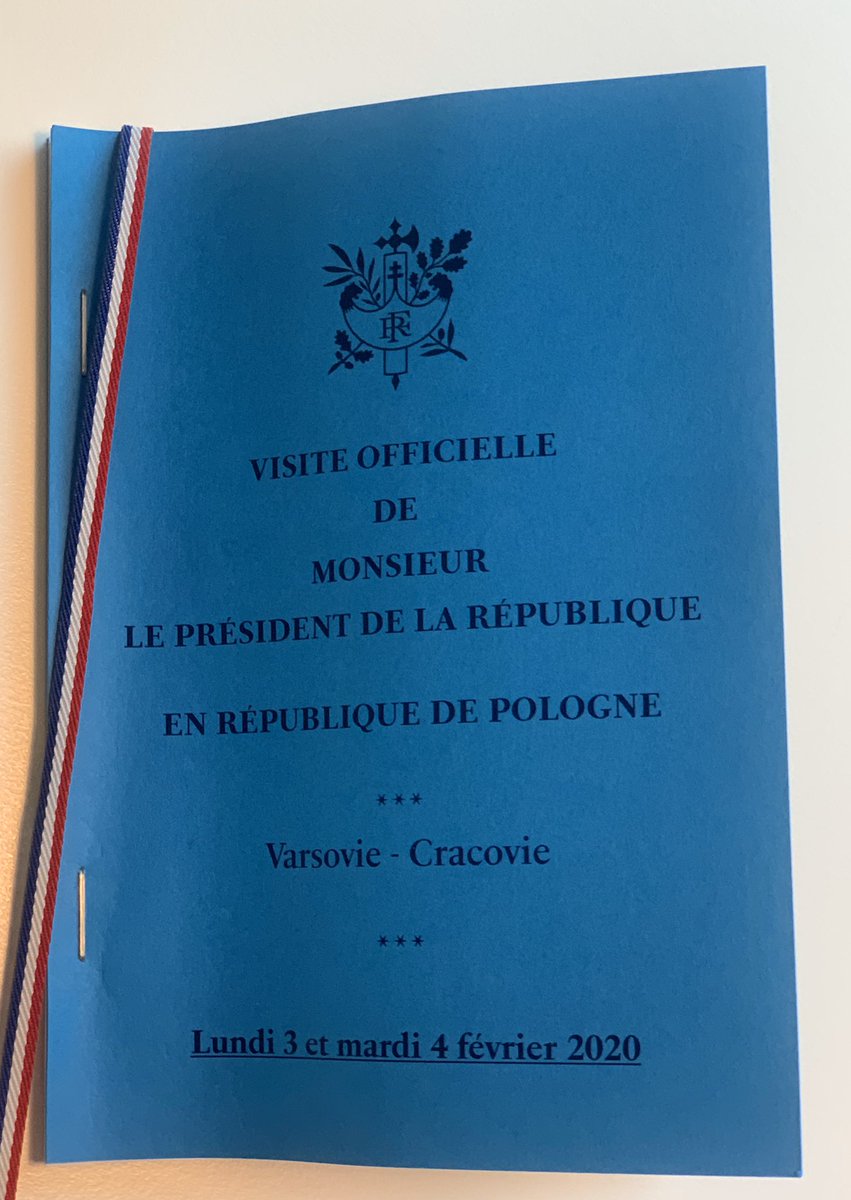 RF
VISITE OFFICIELLE
DE
MONSIEUR
LE PRÉSIDENT DE LA RÉPUBLIQUE
EN RÉPUBLIQUE DE POLOGNE
***
Varsovie - Cracovie
***
Lundi 3 et mardi 4 février 2020